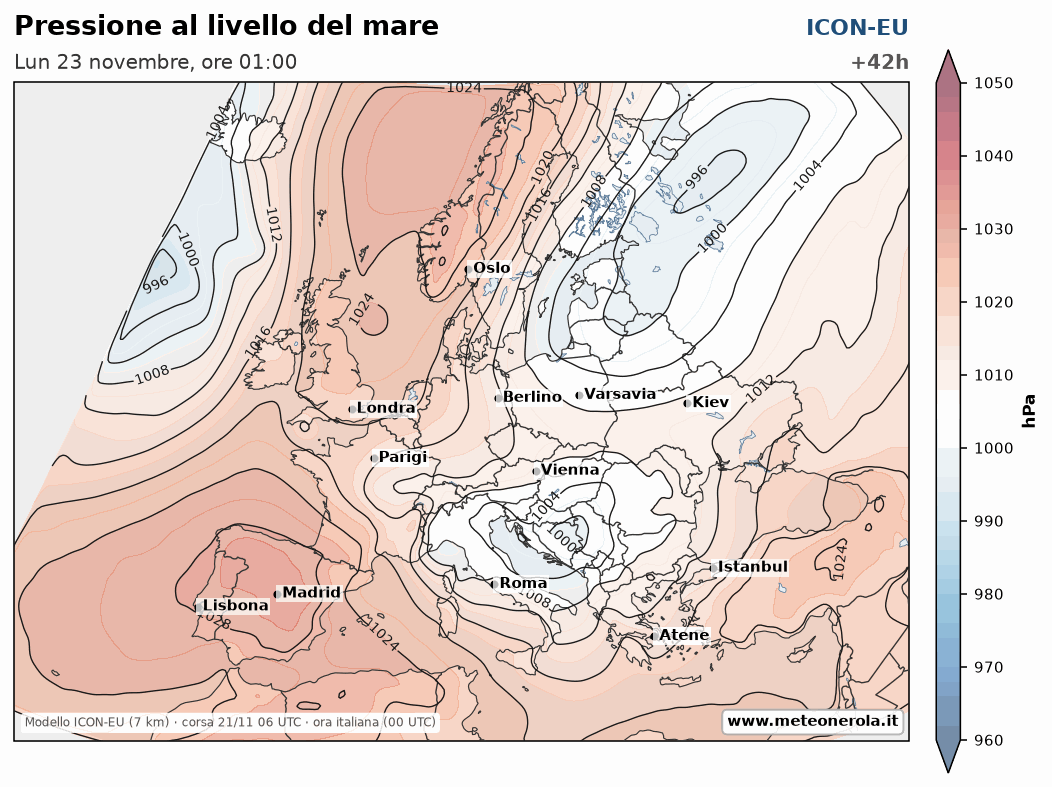 Pressione al livello del mare
ICON-EU
Lun 23 novembre, ore 01:00
+42h
1024
1004
1020
1016
1012
1008
996
1004
1000
1000
996
Oslo
1024
1016
1008
1012
Londra
Berlino
Varsavia
Kiev
Parigi
Vienna
1004
1000
Istanbul
1024
Roma
1008
Madrid
Lisbona
1028
1024
Atene
Modello ICON-EU (7 km) · corsa 21/11 06 UTC · ora italiana (00 UTC)
www.meteonerola.it
1050
1040
1030
1020
1010
1000
990
980
970
960
hPa